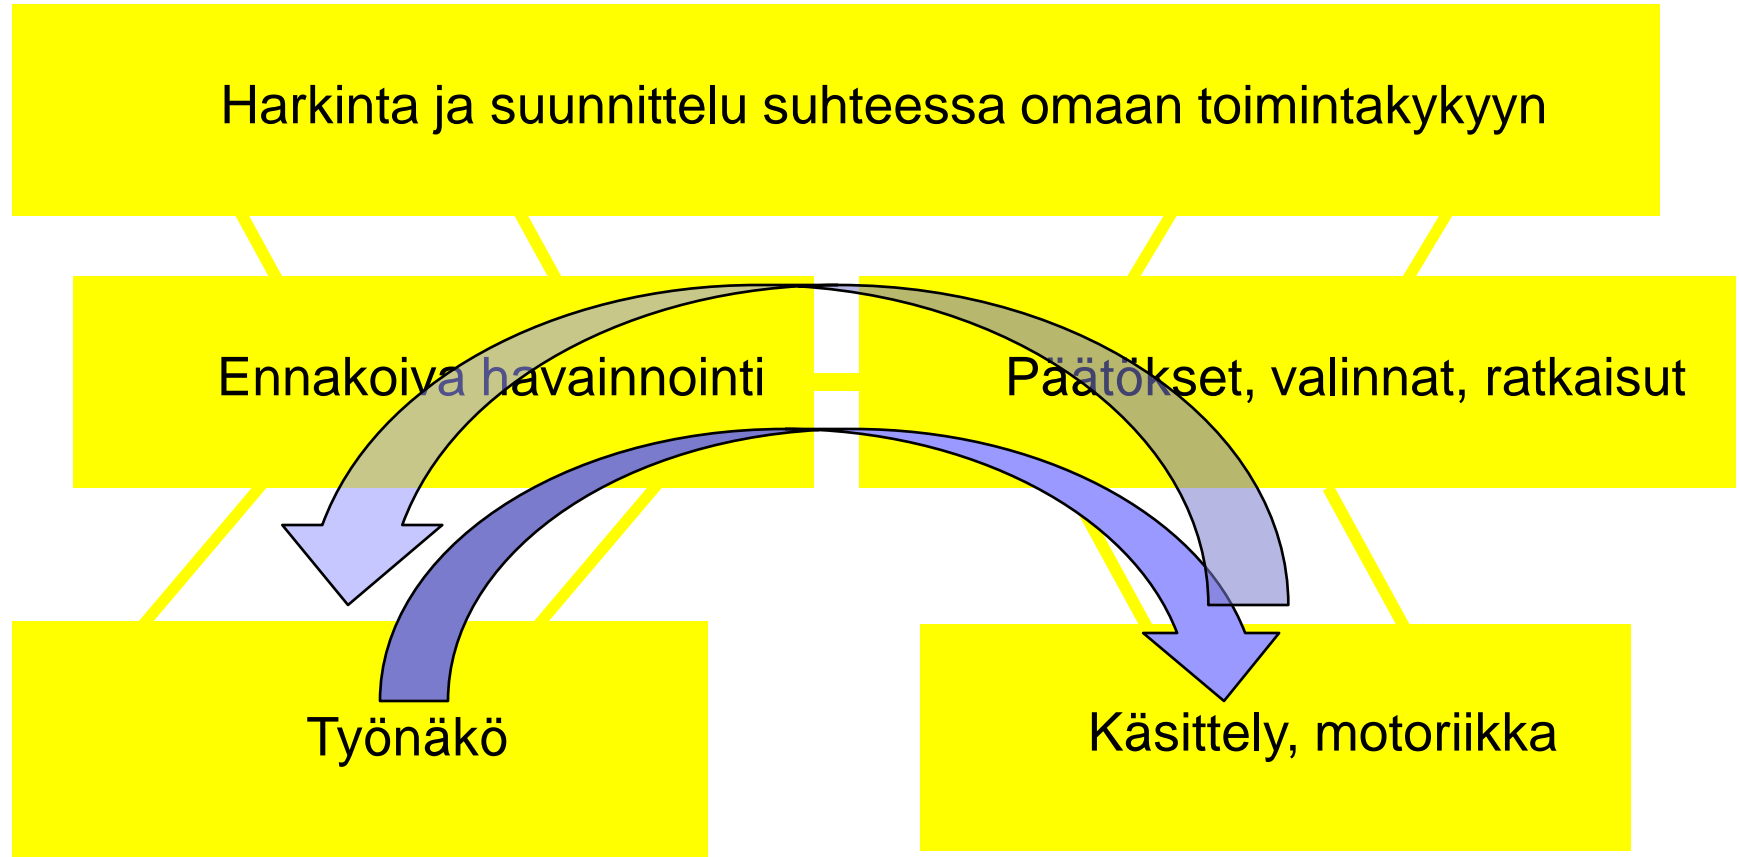 Harkinta ja suunnittelu suhteessa omaan toimintakykyyn
Ennakoiva havainnointi
Päätökset, valinnat, ratkaisut
Työnäkö
Käsittely, motoriikka